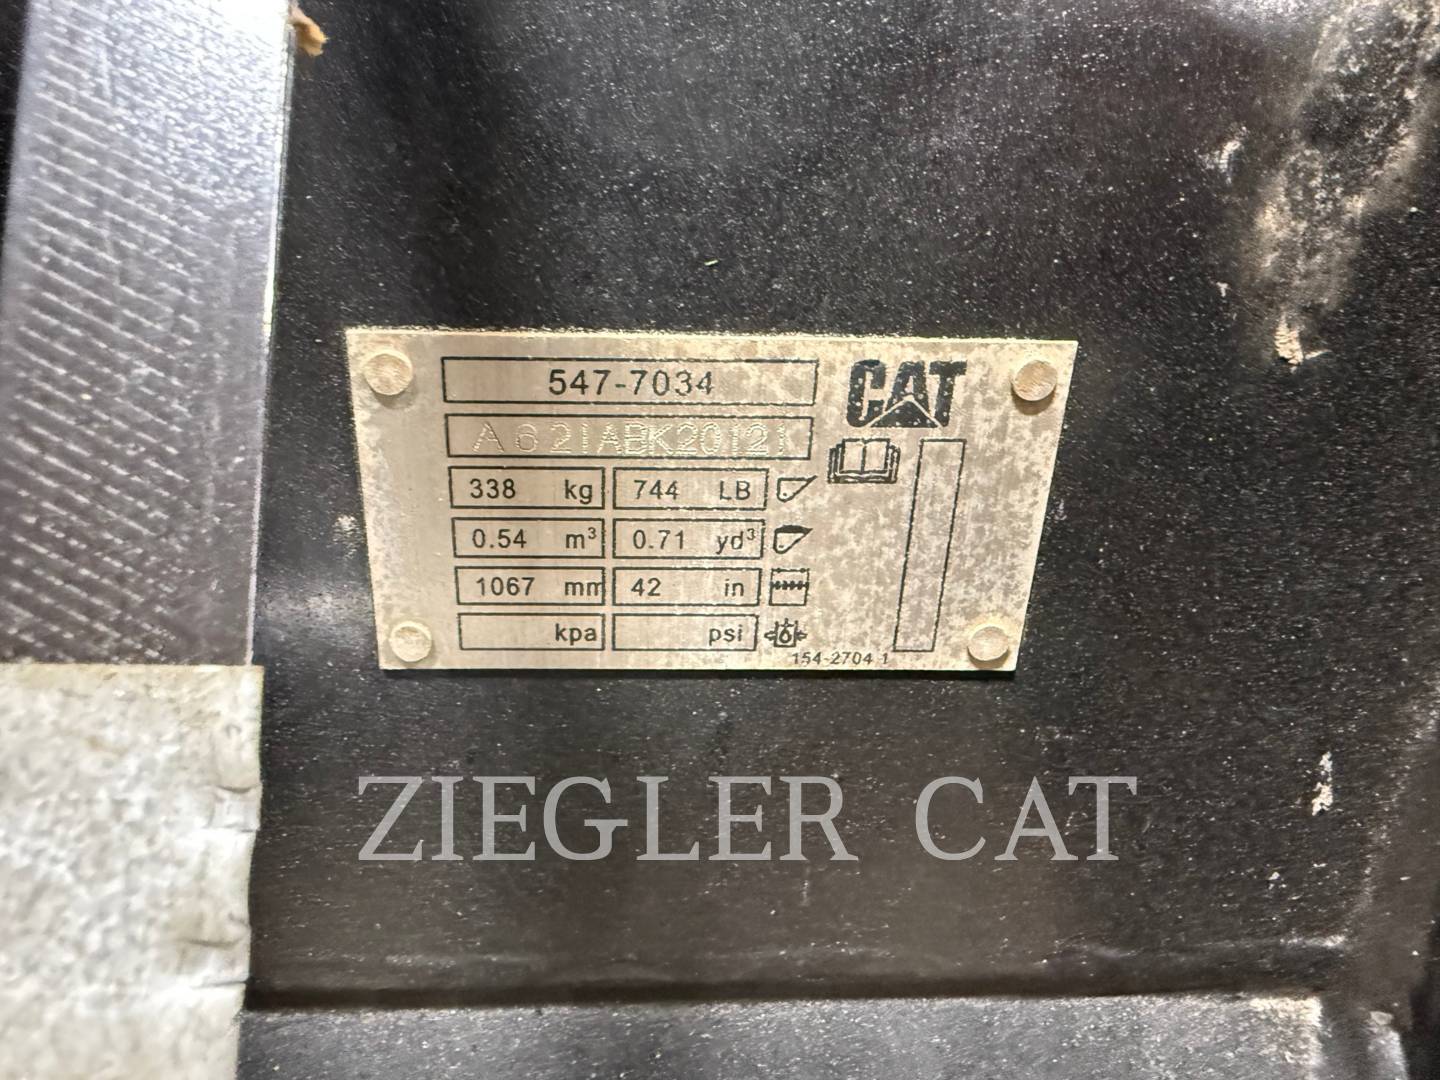 547-7034
CAT
A621ABK20121
338 kg 744 LB
0.54 m³ 0.71 yd³
1067 mm 42 in
kpa psi
154-2704 1
ZIEGLER CAT